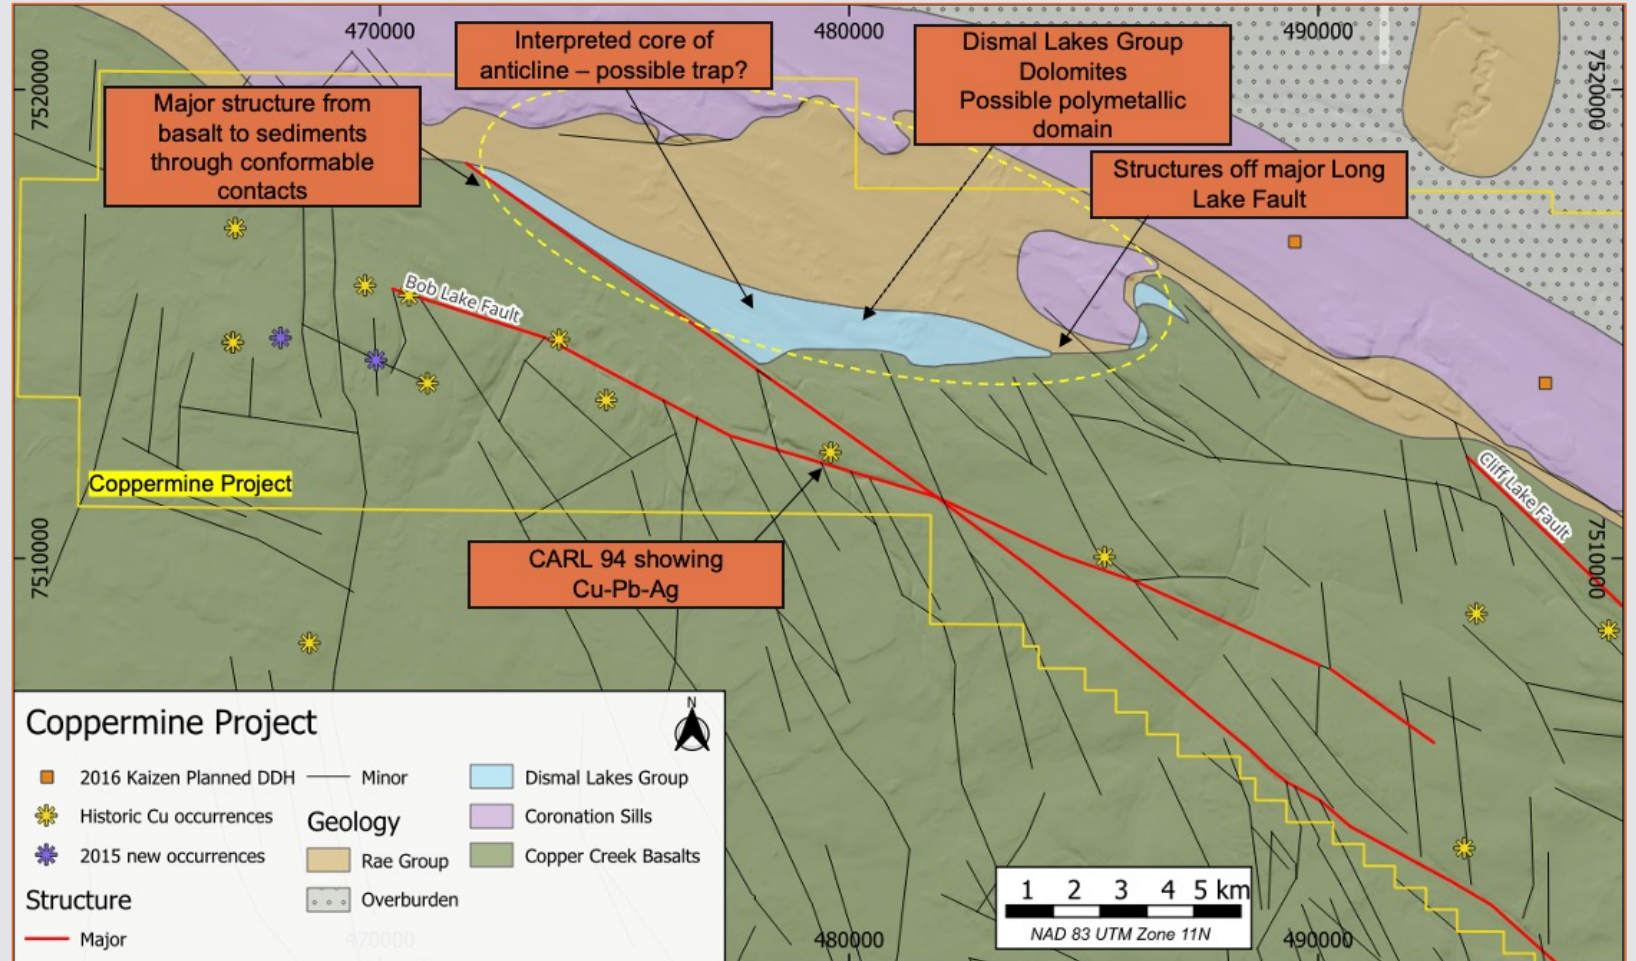 470000
480000
490000
7520000
7520000
Interpreted core of
anticline – possible trap?
Dismal Lakes Group
Dolomites
Possible polymetallic
domain
Major structure from
basalt to sediments
through conformable
contacts
Structures off major Long
Lake Fault
Bob Lake Fault
Coppermine Project
Cliff Lake Fault
7510000
7510000
CARL 94 showing
Cu-Pb-Ag
Coppermine Project
N
2016 Kaizen Planned DDH
Historic Cu occurrences
2015 new occurrences
Structure
Major
Minor
Geology
Rae Group
Overburden
Dismal Lakes Group
Coronation Sills
Copper Creek Basalts
1 2 3 4 5 km
NAD 83 UTM Zone 11N
470000
480000
490000